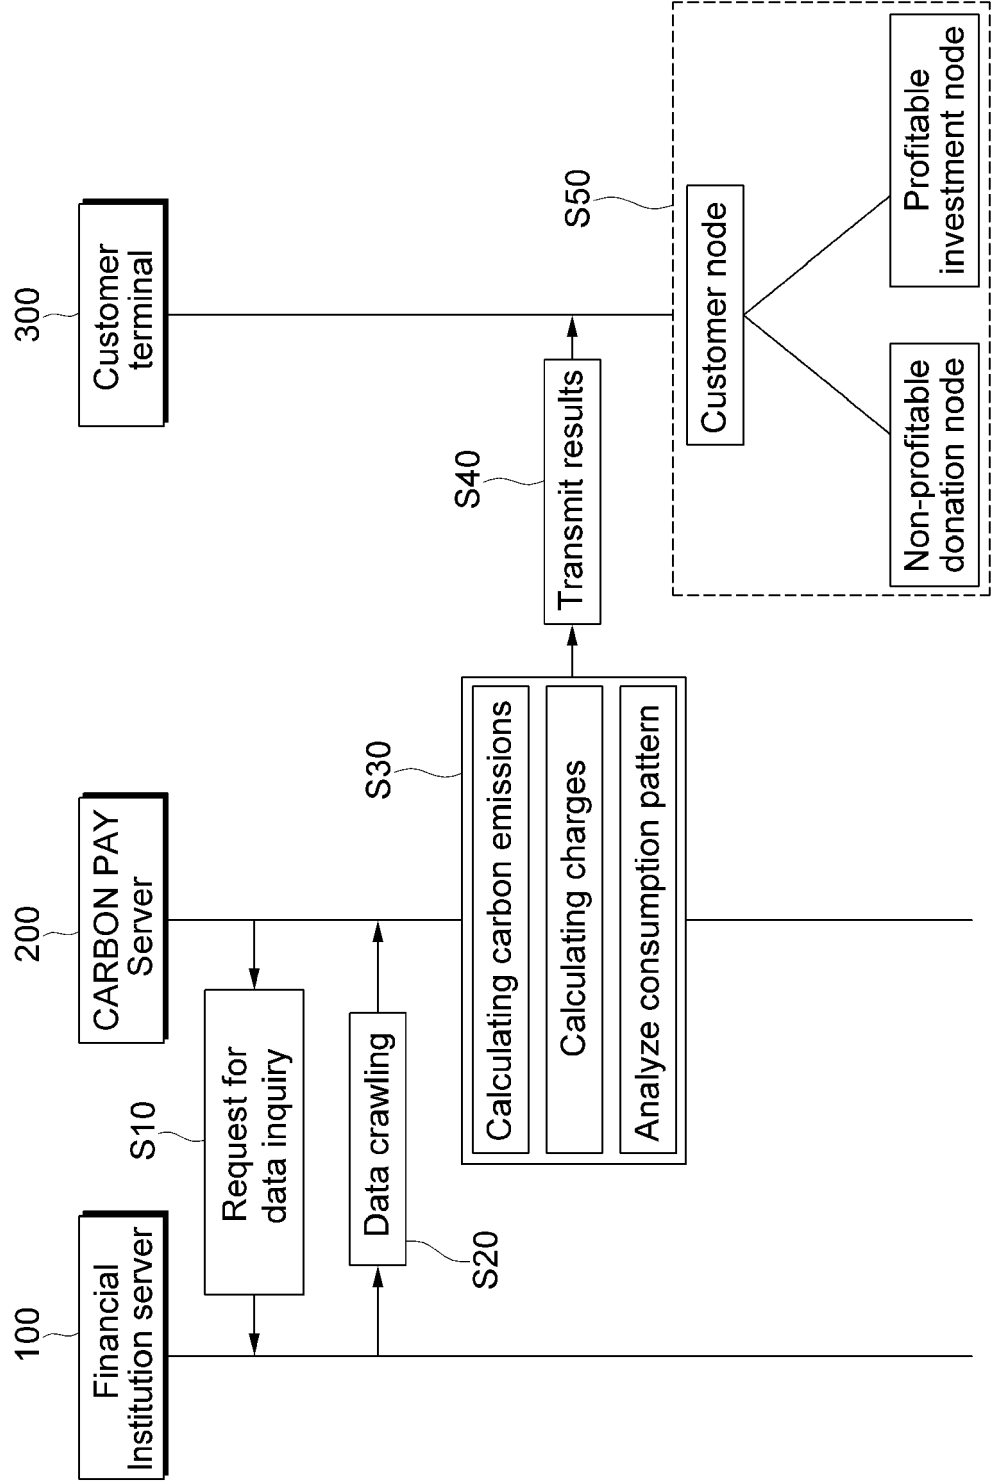 100
Financial
Institution server
200
CARBON PAY
Server
300
Customer
terminal
S10
Request for
data inquiry
Data crawling
S20
S30
Calculating carbon emissions
Calculating charges
Analyze consumption pattern
S40
Transmit results
S50
Customer node
Non-profitable
donation node
Profitable
investment node